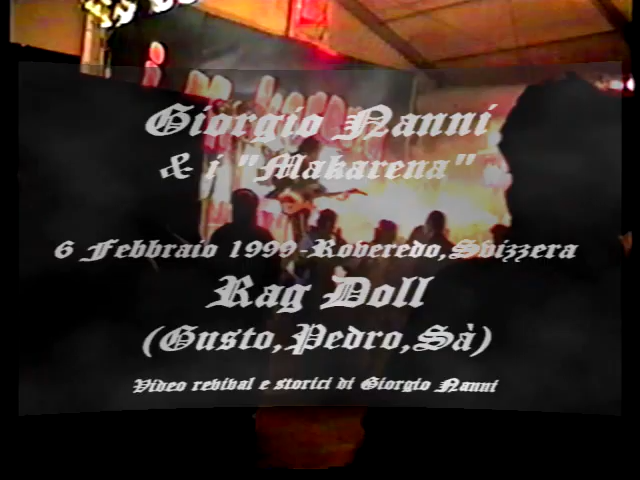 Giorgio Nanni
& i "Makarena"
6 Febbraio 1999-Roveredo,Svizzera
Rag Doll
(Gusto,Pedro,Sà)
Video revival e storici di Giorgio Nanni